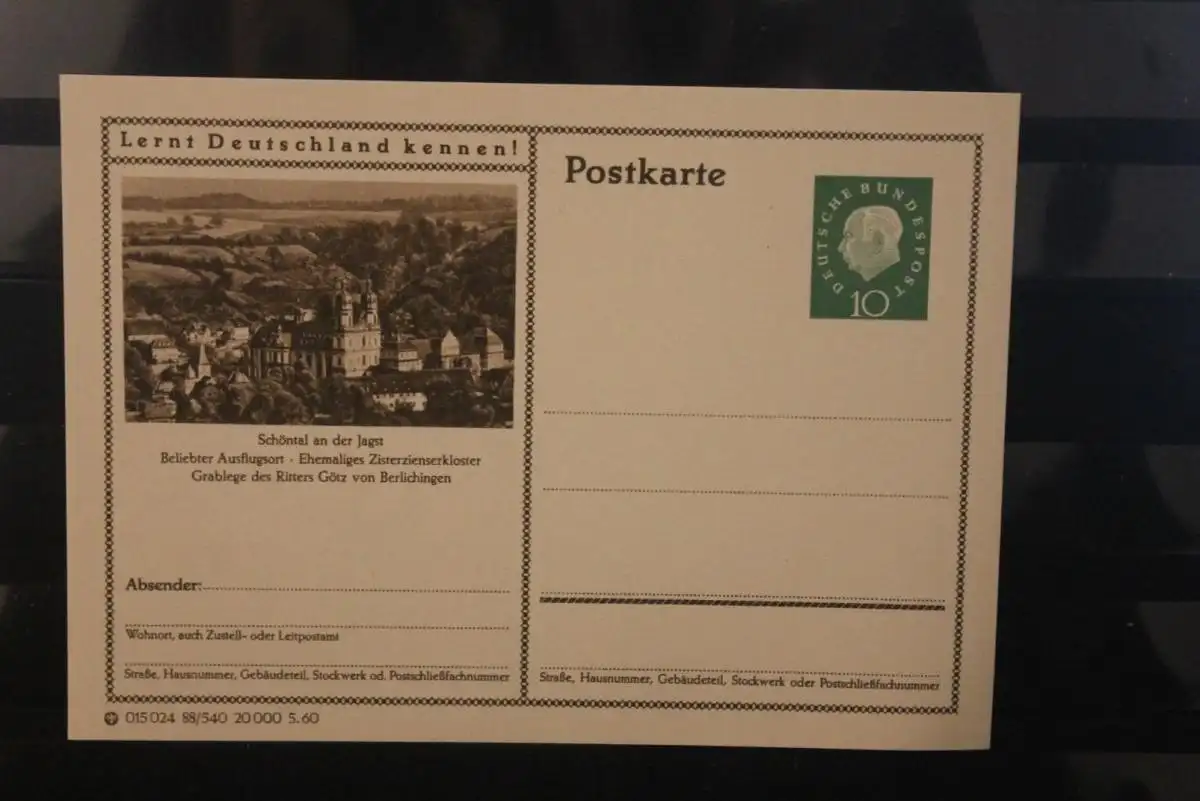 Lernt Deutschland kennen!
Schöntal an der Jagst
Beliebter Ausflugsort · Ehemaliges Zisterzienserkloster
Grablege des Ritters Götz von Berlichingen
Absender:
Wohnort, auch Zustell- oder Leitpostamt
Straße, Hausnummer, Gebäudeteil, Stockwerk od. Postschließfachnummer
015 024 88/540 20 000 5. 60
Postkarte
DEUTSCHE BUNDESPOST
10
Straße, Hausnummer, Gebäudeteil, Stockwerk oder Postschließfachnummer